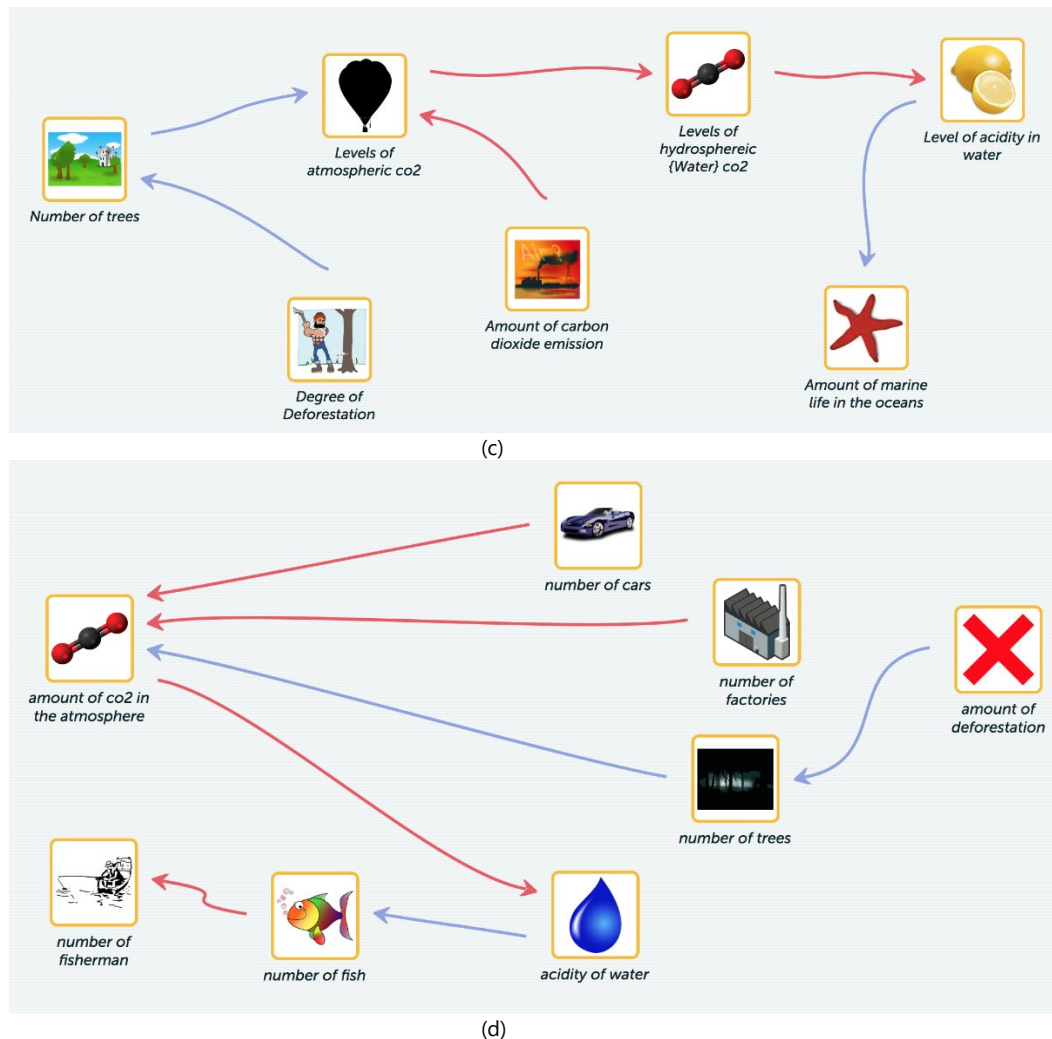 Levels of
atmospheric co2
Levels of
hydrosphereic
{Water} co2
Level of acidity in
water
Number of trees
Amount of carbon
dioxide emission
Degree of
Deforestation
Amount of marine
life in the oceans
(c)
number of cars
amount of co2 in
the atmosphere
number of
factories
amount of
deforestation
number of trees
number of
fisherman
number of fish
acidity of water
(d)